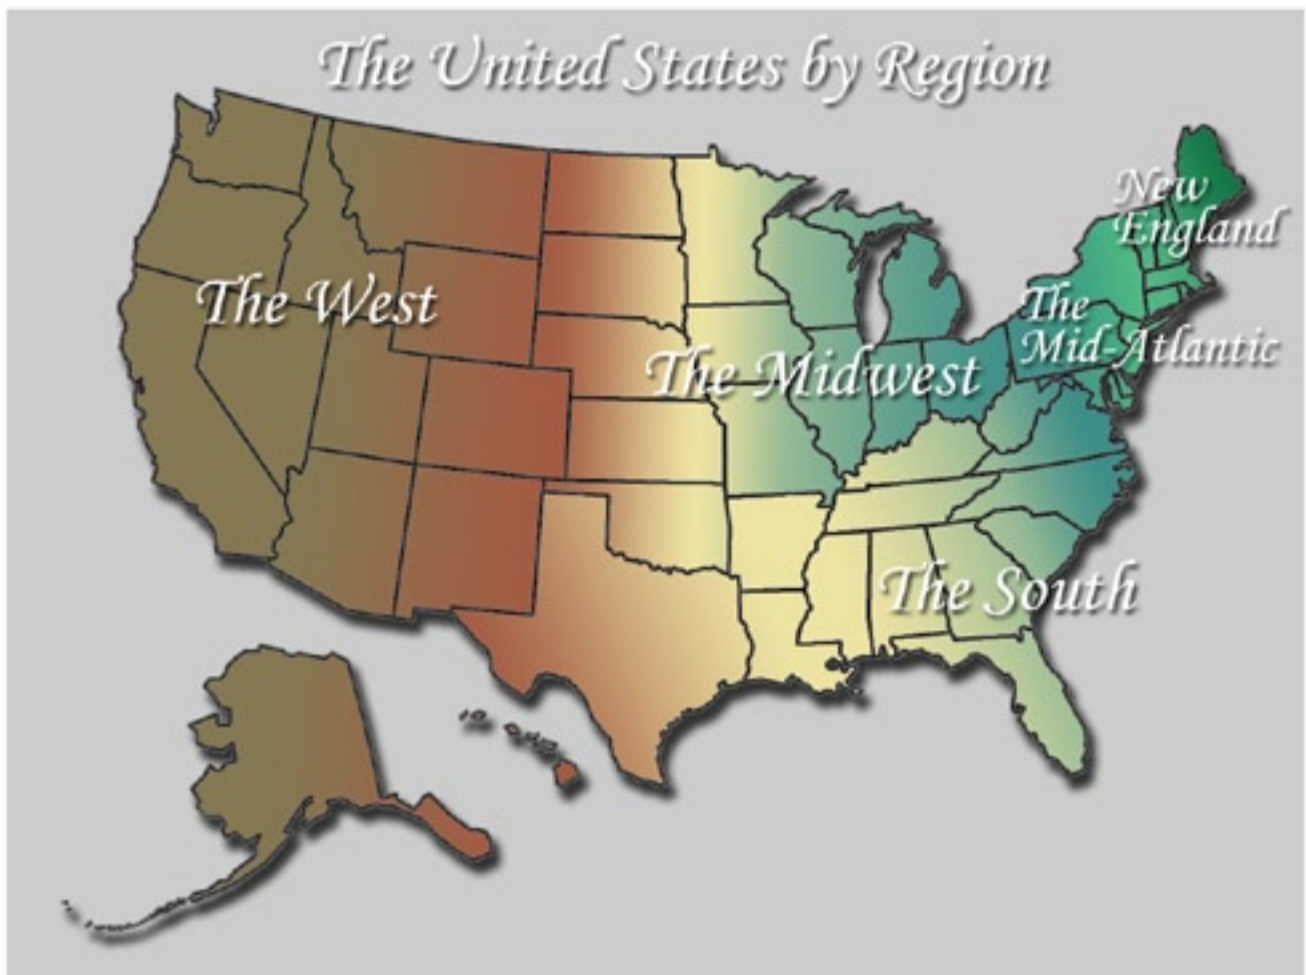 The United States by Region
New
England
The West
The
Mid-Atlantic
The Midwest
The South